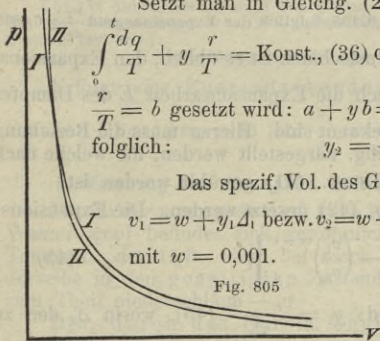 Setzt man in Gleichg. (2
p II
I
∫₀ᵗ dq/T + y r/T = Konst., (36) o
r/T = b gesetzt wird: a + y b =
folglich: y₂ =
Das spezif. Vol. des G
I v₁ = w + y₁Δ₁ bezw. v₂ = w
II mit w = 0,001.
Fig. 805
V